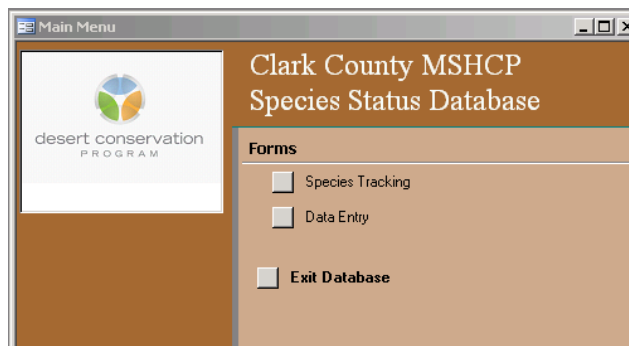 Main Menu
Clark County MSHCP
Species Status Database
desert conservation
PROGRAM
Forms
Species Tracking
Data Entry
Exit Database